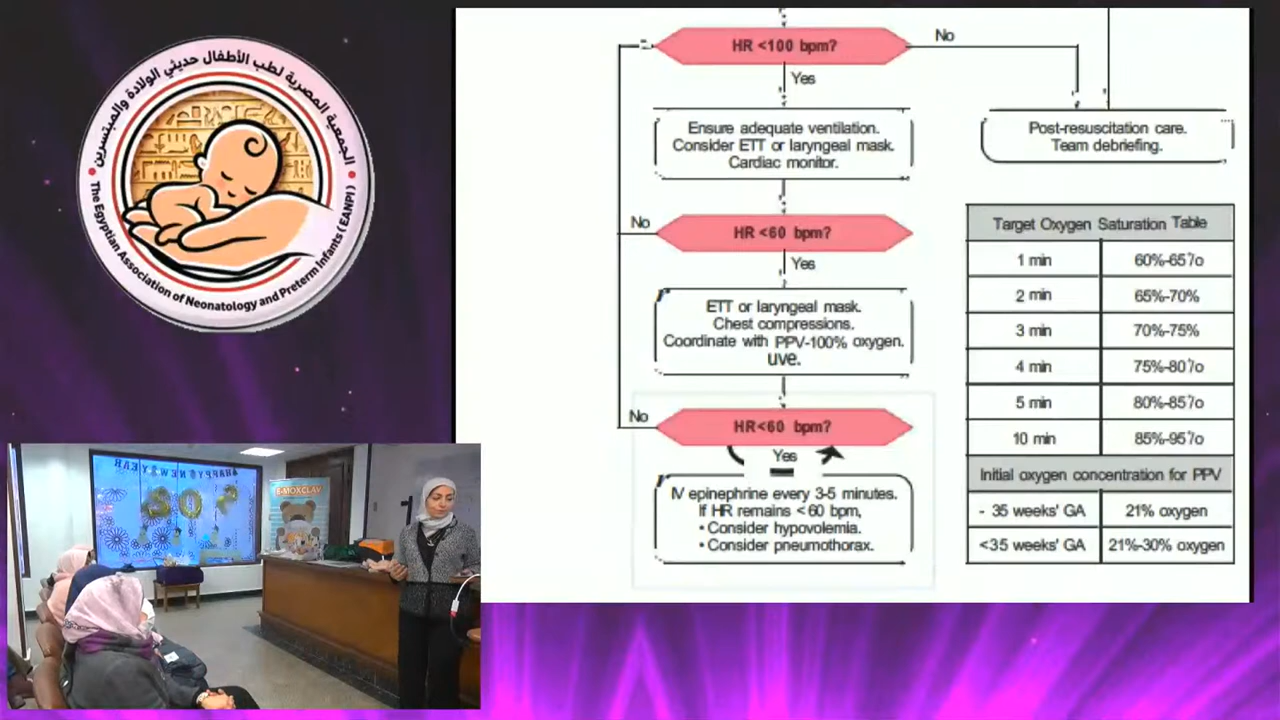 الجمعية المصرية لطب الأطفال حديثي الولادة والمبتسرين
The Egyptian Association of Neonatology and Preterm Infants ( EANPI )
HR <100 bpm?
No
Yes
Ensure adequate ventilation.
Consider ETT or laryngeal mask.
Cardiac monitor.
Post-resuscitation care.
Team debriefing.
No
HR <60 bpm?
Yes
ETT or laryngeal mask.
Chest compressions.
Coordinate with PPV-100% oxygen.
uve.
No
HR<60 bpm?
Yes
IV epinephrine every 3-5 minutes.
If HR remains <60 bpm,
• Consider hypovolemia.
• Consider pneumothorax.
Target Oxygen Saturation Table
1 min 60%-65%
2 min 65%-70%
3 min 70%-75%
4 min 75%-80%
5 min 80%-85%
10 min 85%-95%
Initial oxygen concentration for PPV
- 35 weeks' GA 21% oxygen
<35 weeks' GA 21%-30% oxygen
HAPPY NEW YEAR
E-MOXCLAV